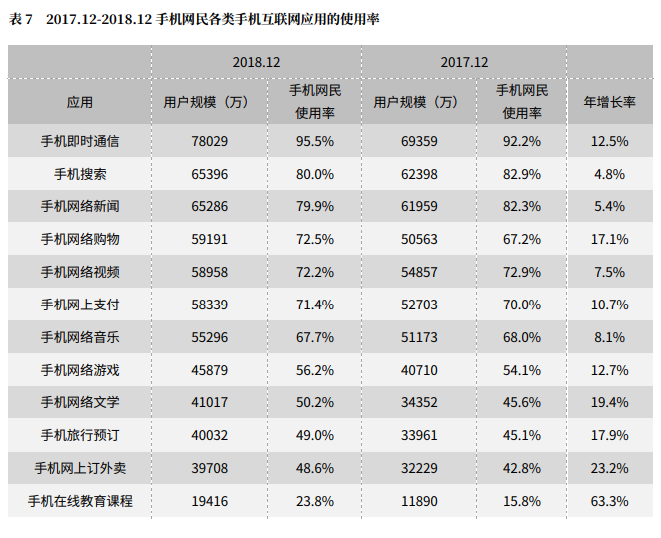 表 7 2017.12-2018.12 手机网民各类手机互联网应用的使用率
2018.12 2017.12
应用 用户规模（万） 手机网民使用率 用户规模（万） 手机网民使用率 年增长率
手机即时通信 78029 95.5% 69359 92.2% 12.5%
手机搜索 65396 80.0% 62398 82.9% 4.8%
手机网络新闻 65286 79.9% 61959 82.3% 5.4%
手机网络购物 59191 72.5% 50563 67.2% 17.1%
手机网络视频 58958 72.2% 54857 72.9% 7.5%
手机网上支付 58339 71.4% 52703 70.0% 10.7%
手机网络音乐 55296 67.7% 51173 68.0% 8.1%
手机网络游戏 45879 56.2% 40710 54.1% 12.7%
手机网络文学 41017 50.2% 34352 45.6% 19.4%
手机旅行预订 40032 49.0% 33961 45.1% 17.9%
手机网上订外卖 39708 48.6% 32229 42.8% 23.2%
手机在线教育课程 19416 23.8% 11890 15.8% 63.3%